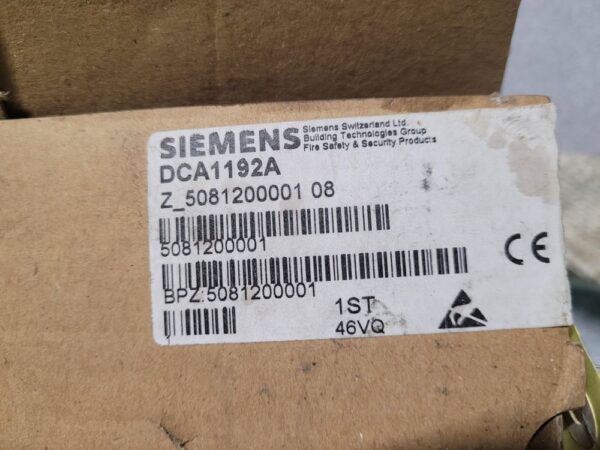 SIEMENS
Siemens Switzerland Ltd.
Building Technologies Group
Fire Safety & Security Products
DCA1192A
Z_5081200001 08
5081200001
BPZ:5081200001
1ST
46VQ
CE